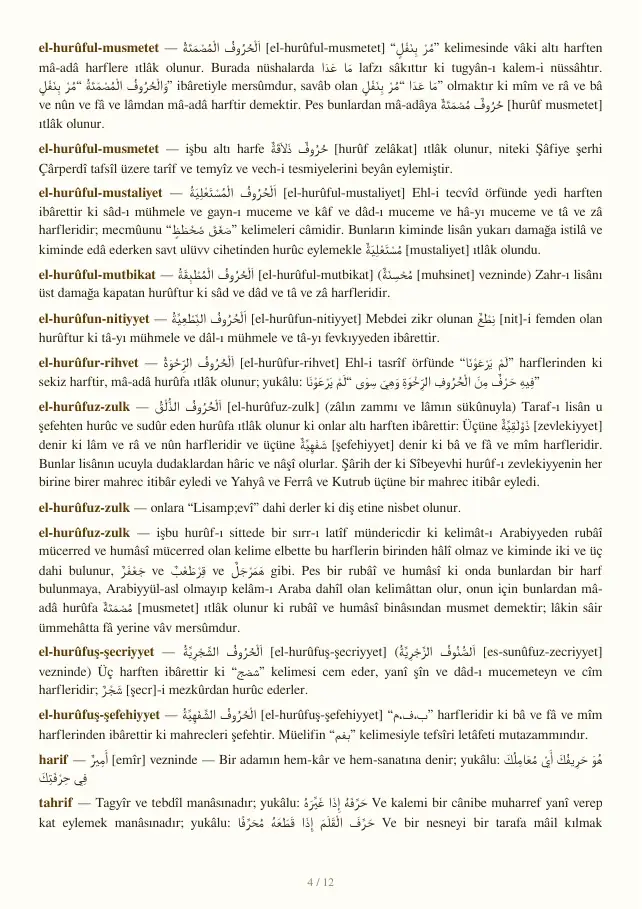 el-hurûful-musmetet — اَلْحُرُوفُ الْمُصْمَتَةُ [el-hurûful-musmetet] “مُرْ بِنَفْلٍ” kelimesinde vâki altı harften
mâ-adâ harflere ıtlâk olunur. Burada nüshalarda مَا عَدَا lafzı sâkıttır ki tugyân-ı kalem-i nüssâhtır.
وَالْحُرُوفُ الْمُصْمَتَةُ “مُرْ بِنَفْلٍ” ibâretiyle mersûmdur, savâb olan مَا عَدَا “مُرْ بِنَفْلٍ” olmaktır ki mîm ve râ ve bâ
ve nûn ve fâ ve lâmdan mâ-adâ harftir demektir. Pes bunlardan mâ-adâya حُرُوفٌ مُصْمَتَةٌ [hurûf musmetet]
ıtlâk olunur.
el-hurûful-musmetet — işbu altı harfe حُرُوفٌ ذَلَاقَةٌ [hurûf zelâkat] ıtlâk olunur, niteki Şâfiye şerhi
Çârperdî tafsîl üzere tarîf ve temyîz ve vech-i tesmiyelerini beyân eylemiştir.
el-hurûful-mustaliyet — اَلْحُرُوفُ الْمُسْتَعْلِيَةُ [el-hurûful-mustaliyet] Ehl-i tecvîd örfünde yedi harften
ibârettir ki sâd-ı mühmele ve gayn-ı muceme ve kâf ve dâd-ı muceme ve hâ-yı muceme ve tâ ve zâ
harfleridir; mecmûunu “صَغَقَ ضَخَطَظٍ” kelimeleri câmidir. Bunların kiminde lisân yukarı damağa istilâ ve
kiminde edâ ederken savt ulüvv cihetinden hurûc eylemekle مُسْتَعْلِيَةٌ [mustaliyet] ıtlâk olundu.
el-hurûful-mutbikat — اَلْحُرُوفُ الْمُطْبِقَةُ [el-hurûful-mutbikat] (مُحْسِنَةٌ [muhsinet] vezninde) Zahr-ı lisânı
üst damağa kapatan hurûftur ki sâd ve dâd ve tâ ve zâ harfleridir.
el-hurûfun-nitiyyet — اَلْحُرُوفُ النِّطْعِيَّةُ [el-hurûfun-nitiyyet] Mebdei zikr olunan نِطْعٌ [nit]-i femden olan
hurûftur ki tâ-yı mühmele ve dâl-ı mühmele ve tâ-yı fevkıyyeden ibârettir.
el-hurûfur-rihvet — اَلْحُرُوفُ الرِّخْوَةُ [el-hurûfur-rihvet] Ehl-i tasrîf örfünde “لَمْ يَرْعَوْنَا” harflerinden ki
sekiz harftir, mâ-adâ hurûfa ıtlâk olunur; yukâlu: فِيهِ حَرْفٌ مِنَ الْحُرُوفِ الرِّخْوَةِ وَهِيَ سِوَى “لَمْ يَرْعَوْنَا”
el-hurûfuz-zulk — اَلْحُرُوفُ الذُّلْقُ [el-hurûfuz-zulk] (zâlın zammı ve lâmın sükûnuyla) Taraf-ı lisân u
şefehten hurûc ve sudûr eden hurûfa ıtlâk olunur ki onlar altı harften ibârettir: Üçüne ذَوْلَقِيَّةٌ [zevlekiyyet]
denir ki lâm ve râ ve nûn harfleridir ve üçüne شَفَهِيَّةٌ [şefehiyyet] denir ki bâ ve fâ ve mîm harfleridir.
Bunlar lisânın ucuyla dudaklardan hâric ve nâşî olurlar. Şârih der ki Sîbeyevhi hurûf-ı zevlekiyyenin her
birine birer mahrec itibâr eyledi ve Yahyâ ve Ferrâ ve Kutrub üçüne bir mahrec itibâr eyledi.
el-hurûfuz-zulk — onlara “Lisamp;evî” dahi derler ki diş etine nisbet olunur.
el-hurûfuz-zulk — işbu hurûf-ı sittede bir sırr-ı latîf münderiçdir ki kelimât-ı Arabiyyeden rubâî
mücerred ve humâsî mücerred olan kelime elbette bu harflerin birinden hâlî olmaz ve kiminde iki ve üç
dahi bulunur, جَعْفَرٌ ve قِرْطَعْبٌ ve هَمَرْجَلٌ gibi. Pes bir rubâî ve humâsî ki onda bunlardan bir harf
bulunmaya, Arabiyyül-asl olmayıp kelâm-ı Araba dahîl olan kelimâttan olur, onun için bunlardan mâ-
adâ hurûfa مُصْمَتَةٌ [musmetet] ıtlâk olunur ki rubâî ve humâsî binâsından musmet demektir; lâkin sâir
ümmehâtta fâ yerine vâv mersûmdur.
el-hurûfuş-şecriyyet — اَلْحُرُوفُ الشَّجْرِيَّةُ [el-hurûfuş-şecriyyet] (اَلصُّنُوفُ الزَّجْرِيَّةُ [es-sunûfuz-zecriyyet]
vezninde) Üç harften ibârettir ki “شضج” kelimesi cem eder, yanî şîn ve dâd-ı mucemeteyn ve cîm
harfleridir; شَجْرٌ [şecr]-i mezkûrdan hurûc ederler.
el-hurûfuş-şefehiyyet — اَلْحُرُوفُ الشَّفَهِيَّةُ [el-hurûfuş-şefehiyyet] “ب،ف،م” harfleridir ki bâ ve fâ ve mîm
harflerinden ibârettir ki mahrecleri şefehtir. Müelifin “بفم” kelimesiyle tefsîri letâfeti mutazammındır.
harif — أَمِيرٌ [emîr] vezninde — Bir adamın hem-kâr ve hem-sanatına denir; yukâlu: هُوَ حَرِيفُكَ أَيْ مُعَامِلُكَ
فِي حِرْفَتِكَ
tahrif — Tagyîr ve tebdîl manâsınadır; yukâlu: حَرَّفَهُ إِذَا غَيَّرَهُ Ve kalemi bir cânibe muharref yanî verep
kat eylemek manâsınadır; yukâlu: حَرَّفَ الْقَلَمَ إِذَا قَطَعَهُ مُحَرَّفًا Ve bir nesneyi bir tarafa mâil kılmak
4 / 12